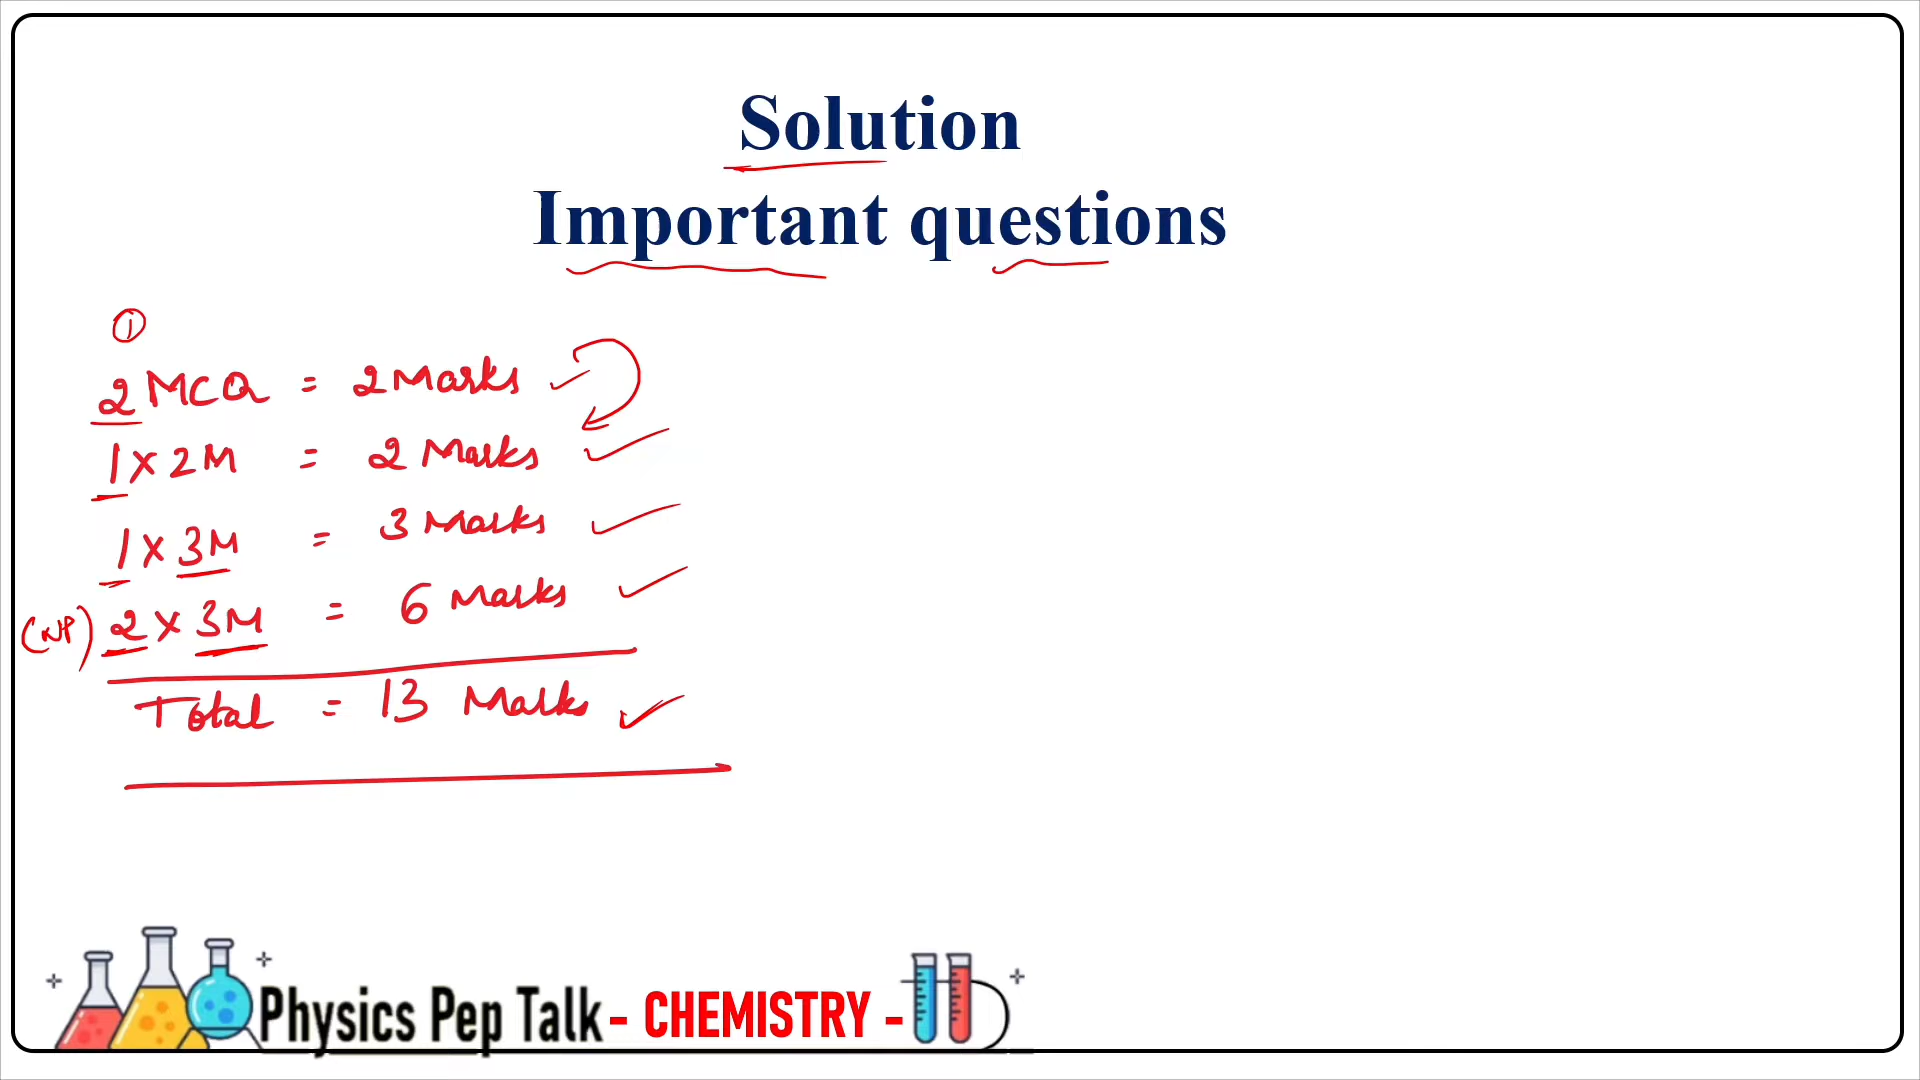 Solution
Important questions
①
2 MCQ = 2 Marks
1 x 2M = 2 Marks
1 x 3M = 3 Marks
(NP) 2 x 3M = 6 Marks
Total = 13 Marks
Physics Pep Talk - CHEMISTRY -